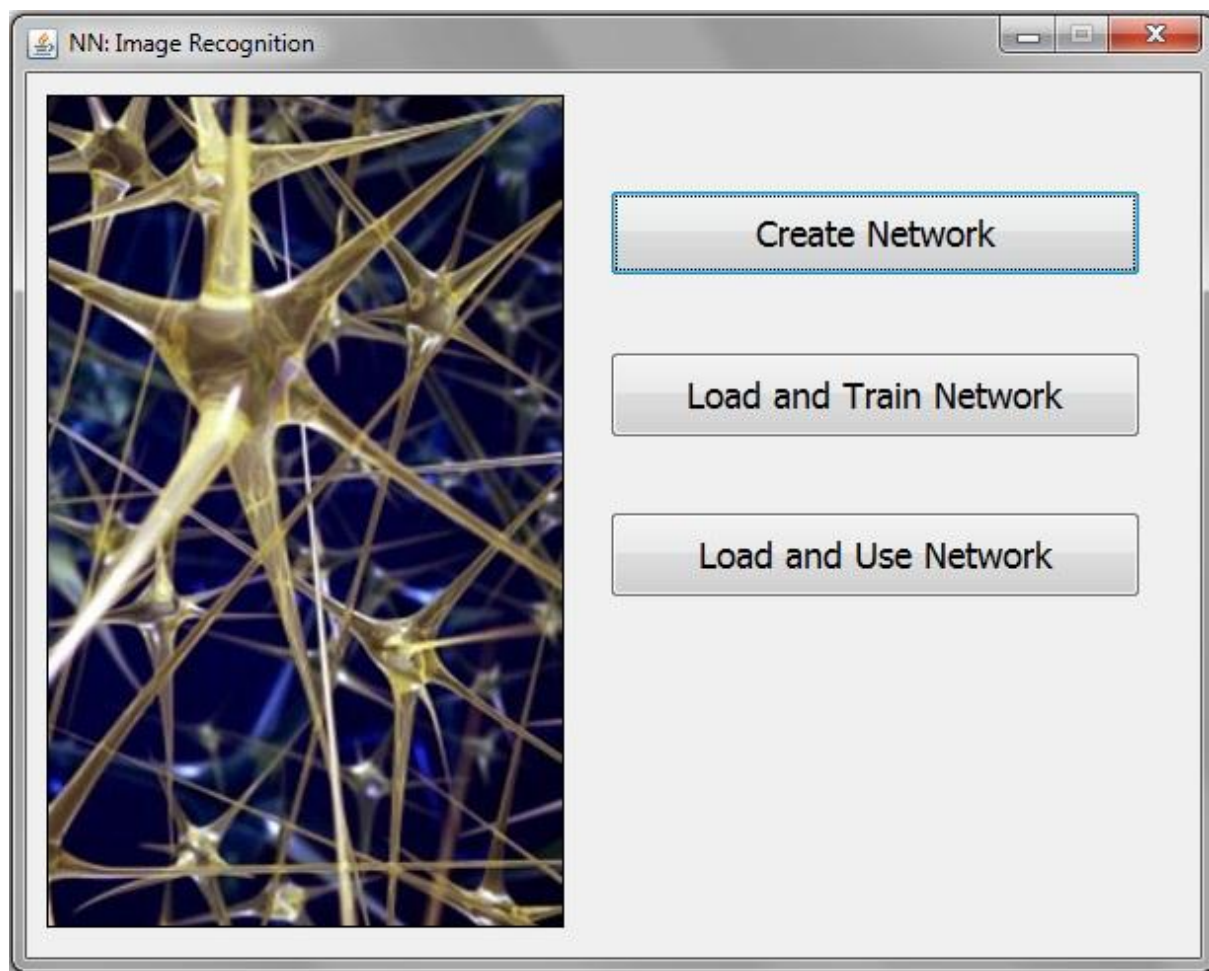 NN: Image Recognition
Create Network
Load and Train Network
Load and Use Network